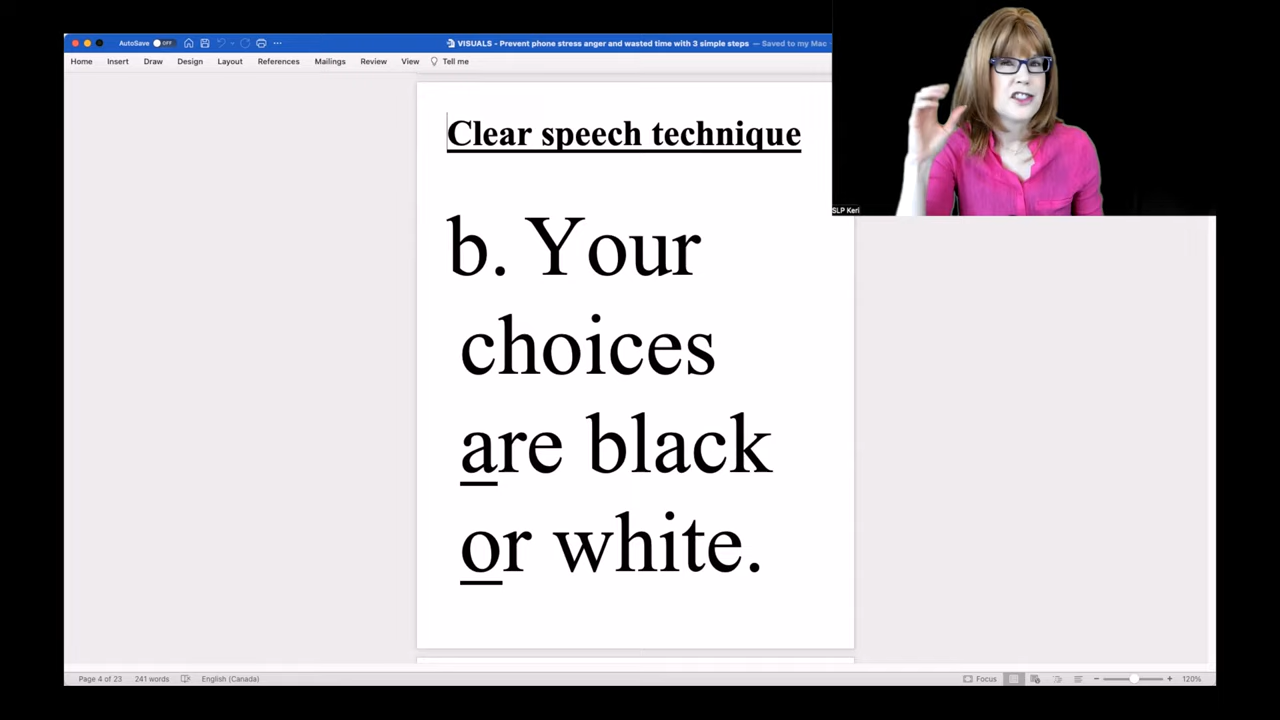 AutoSave OFF
VISUALS - Prevent phone stress anger and wasted time with 3 simple steps — Saved to my Mac
Home Insert Draw Design Layout References Mailings Review View Tell me
SLP Keri
Clear speech technique
b. Your
choices
are black
or white.
Page 4 of 23 241 words English (Canada) Focus 120%